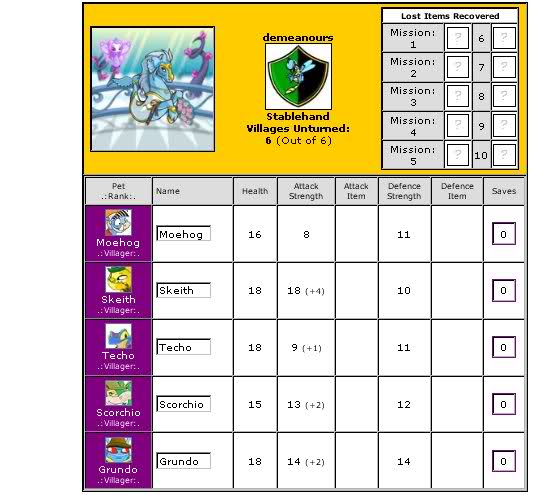 demeanours
Stablehand
Villages Unturned:
6 (Out of 6)
Lost Items Recovered
Mission: 1 ? 6 ?
Mission: 2 ? 7 ?
Mission: 3 ? 8 ?
Mission: 4 ? 9 ?
Mission: 5 ? 10 ?
Pet .:Rank:. Name Health Attack Strength Attack Item Defence Strength Defence Item Saves
Moehog .:Villager:. Moehog 16 8 11 0
Skeith .:Villager:. Skeith 18 18 (+4) 10 0
Techo .:Villager:. Techo 18 9 (+1) 11 0
Scorchio .:Villager:. Scorchio 15 13 (+2) 12 0
Grundo .:Villager:. Grundo 18 14 (+2) 14 0